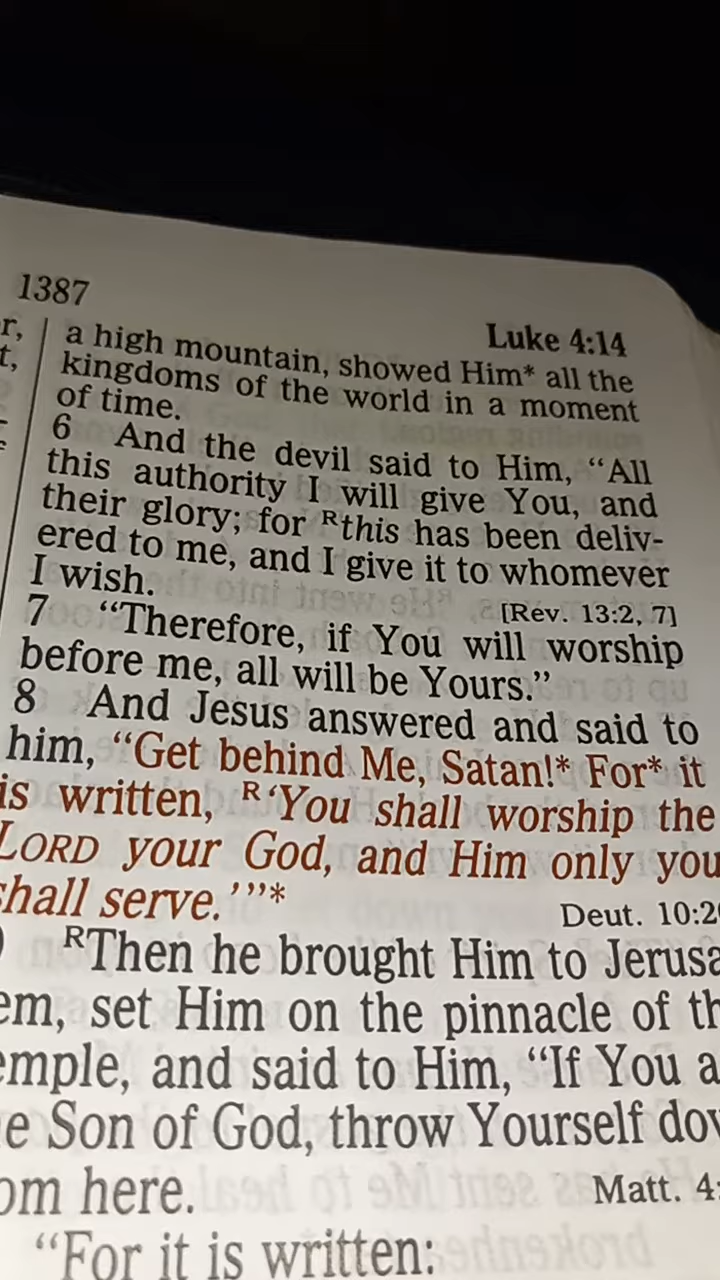 1387
Luke 4:14
r,
t,
a high mountain, showed Him* all the
kingdoms of the world in a moment
of time.
6 And the devil said to Him, “All
this authority I will give You, and
their glory; for ᴿthis has been deliv-
ered to me, and I give it to whomever
I wish.
[Rev. 13:2, 7]
7 “Therefore, if You will worship
before me, all will be Yours.”
8 And Jesus answered and said to
him, “Get behind Me, Satan!* For* it
is written, ᴿ‘You shall worship the
LORD your God, and Him only you
shall serve.’”*
Deut. 10:2
ᴿThen he brought Him to Jerusa
em, set Him on the pinnacle of th
emple, and said to Him, “If You a
e Son of God, throw Yourself dow
om here.
Matt. 4:
“For it is written: